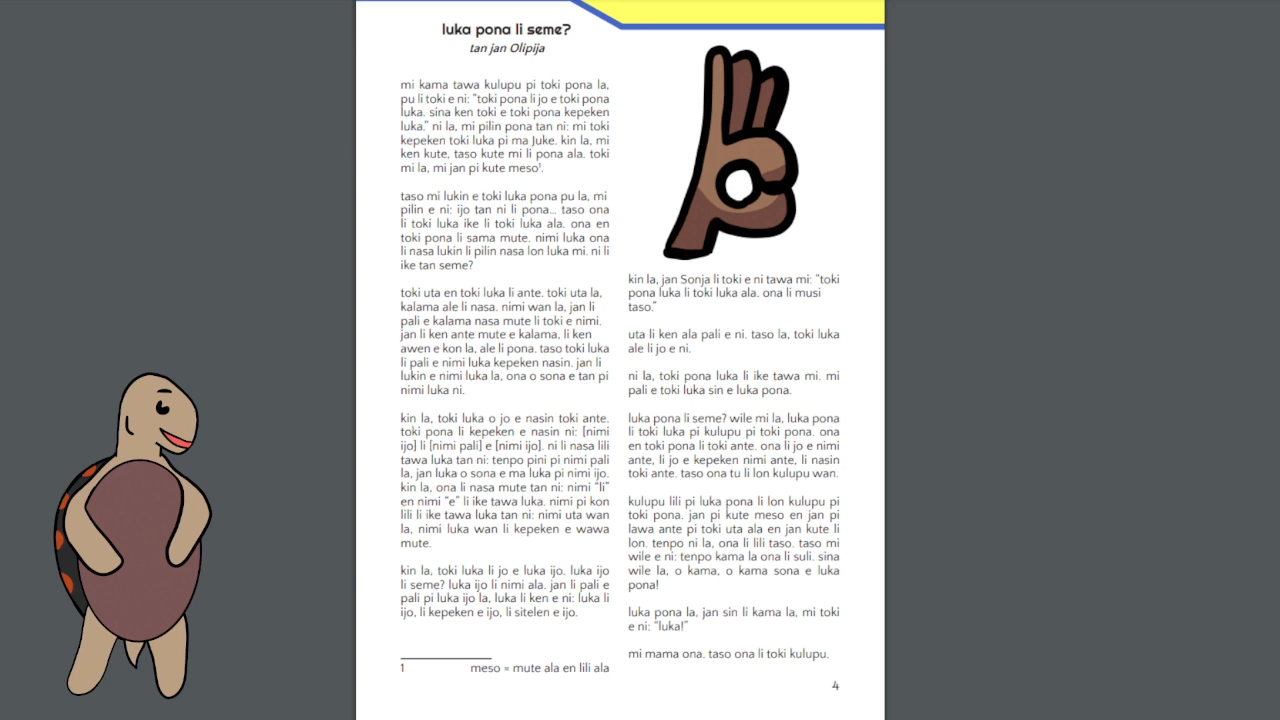 luka pona li seme?
tan jan Olipija
mi kama tawa kulupu pi toki pona la,
pu li toki e ni: “toki pona li jo e toki pona
luka. sina ken toki e toki pona kepeken
luka.” ni la, mi pilin pona tan ni: mi toki
kepeken toki luka pi ma Juke. kin la, mi
ken kute, taso kute mi li pona ala. toki
mi la, mi jan pi kute meso¹.
taso mi lukin e toki luka pona pu la, mi
pilin e ni: ijo tan ni li pona... taso ona
li toki luka ike li toki luka ala. ona en
toki pona li sama mute. nimi luka ona
li nasa lukin li pilin nasa lon luka mi. ni li
ike tan seme?
toki uta en toki luka li ante. toki uta la,
kalama ale li nasa. nimi wan la, jan li
pali e kalama nasa mute li toki e nimi.
jan li ken ante mute e kalama, li ken
awen e kon la, ale li pona. taso toki luka
li pali e nimi luka kepeken nasin. jan li
lukin e nimi luka la, ona o sona e tan pi
nimi luka ni.
kin la, toki luka o jo e nasin toki ante.
toki pona li kepeken e nasin ni: [nimi
ijo] li [nimi pali] e [nimi ijo]. ni li nasa lili
tawa luka tan ni: tenpo pini pi nimi pali
la, jan luka o sona e ma luka pi nimi ijo.
kin la, ona li nasa mute tan ni: nimi “li”
en nimi “e” li ike tawa luka. nimi pi kon
lili li ike tawa luka tan ni: nimi uta wan
la, nimi luka wan li kepeken e wawa
mute.
kin la, toki luka li jo e luka ijo. luka ijo
li seme? luka ijo li nimi ala. jan li pali e
pali pi luka ijo la, luka li ken e ni: luka li
ijo, li kepeken e ijo, li sitelen e ijo.
1 meso = mute ala en lili ala
kin la, jan Sonja li toki e ni tawa mi: “toki
pona luka li toki luka ala. ona li musi
taso.”
uta li ken ala pali e ni. taso la, toki luka
ale li jo e ni.
ni la, toki pona luka li ike tawa mi. mi
pali e toki luka sin e luka pona.
luka pona li seme? wile mi la, luka pona
li toki luka pi kulupu pi toki pona. ona
en toki pona li toki ante. ona li jo e nimi
ante, li jo e kepeken nimi ante, li nasin
toki ante. taso ona tu li lon kulupu wan.
kulupu lili pi luka pona li lon kulupu pi
toki pona. jan pi kute meso en jan pi
lawa ante pi toki uta ala en jan kute li
lon. tenpo ni la, ona li lili taso. taso mi
wile e ni: tenpo kama la ona li suli. sina
wile la, o kama, o kama sona e luka
pona!
luka pona la, jan sin li kama la, mi toki
e ni: “luka!”
mi mama ona. taso ona li toki kulupu.
4